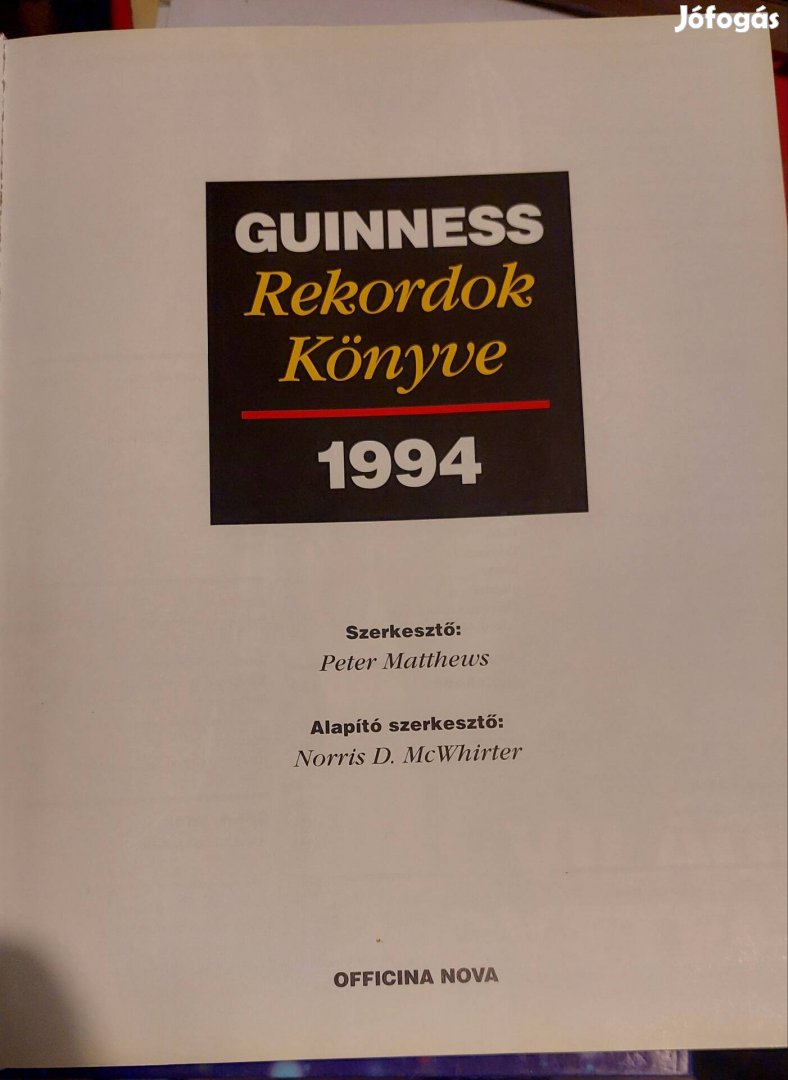 Jófogás
GUINNESS
Rekordok
Könyve
1994
Szerkesztő:
Peter Matthews
Alapító szerkesztő:
Norris D. McWhirter
OFFICINA NOVA